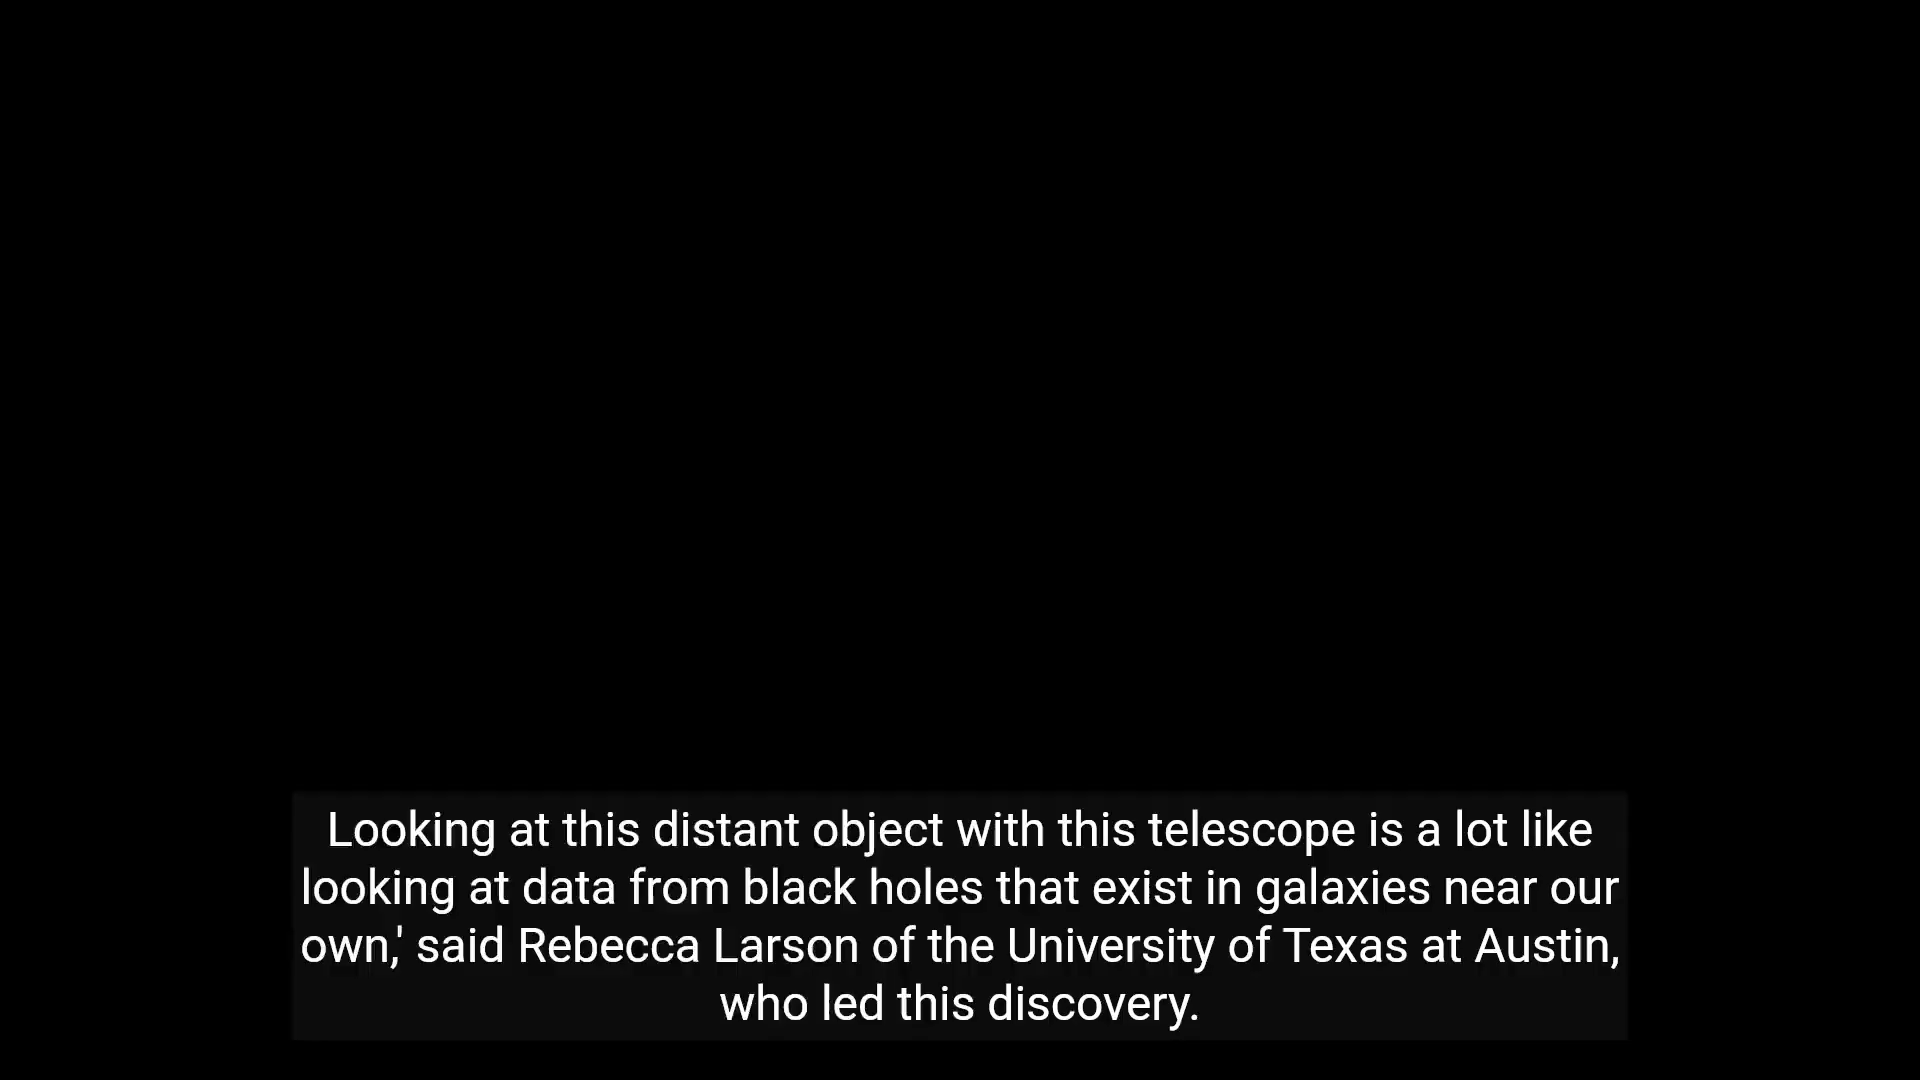 Looking at this distant object with this telescope is a lot like
looking at data from black holes that exist in galaxies near our
own,' said Rebecca Larson of the University of Texas at Austin,
who led this discovery.